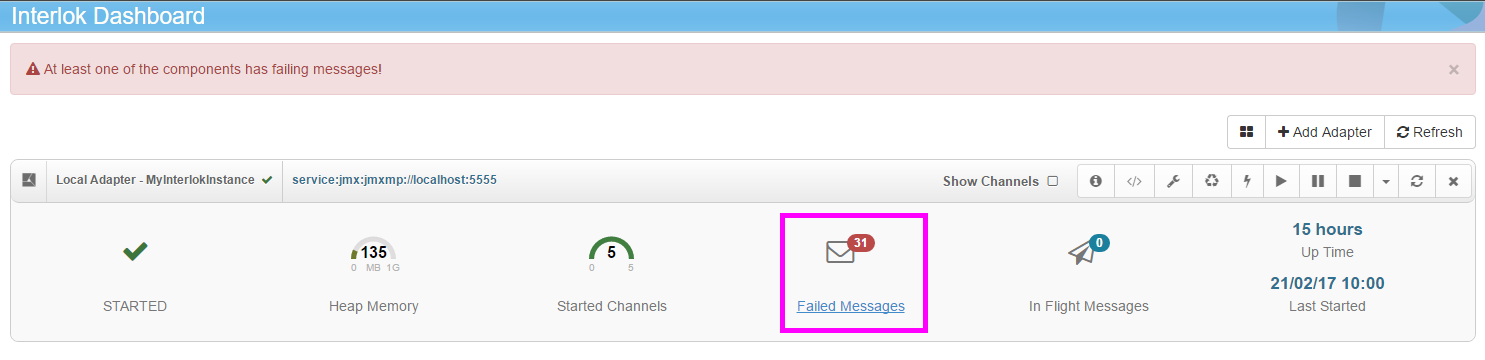 Interlok Dashboard
At least one of the components has failing messages!
×
Add Adapter
Refresh
Local Adapter - MyInterlokInstance
service:jmx:jmxmp://localhost:5555
Show Channels
135
0 MB 1G
5
0 5
31
0
15 hours
Up Time
21/02/17 10:00
Last Started
STARTED
Heap Memory
Started Channels
Failed Messages
In Flight Messages